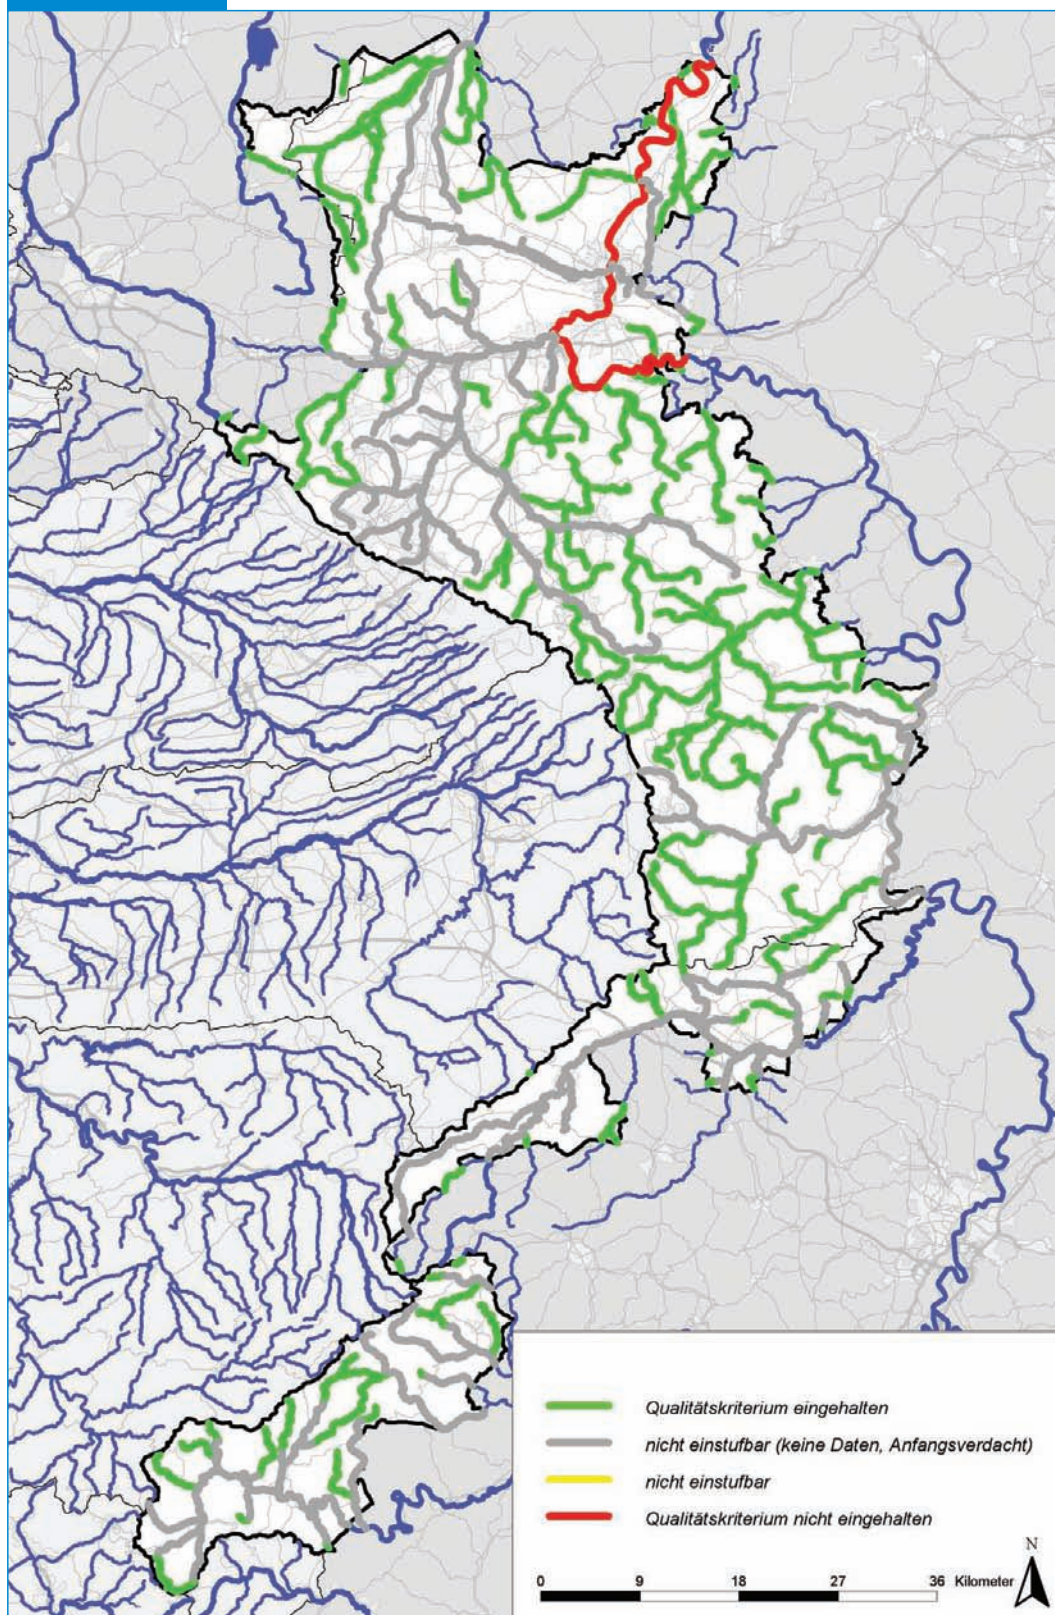 Qualitätskriterium eingehalten
nicht einstufbar (keine Daten, Anfangsverdacht)
nicht einstufbar
Qualitätskriterium nicht eingehalten
N
0 9 18 27 36 Kilometer